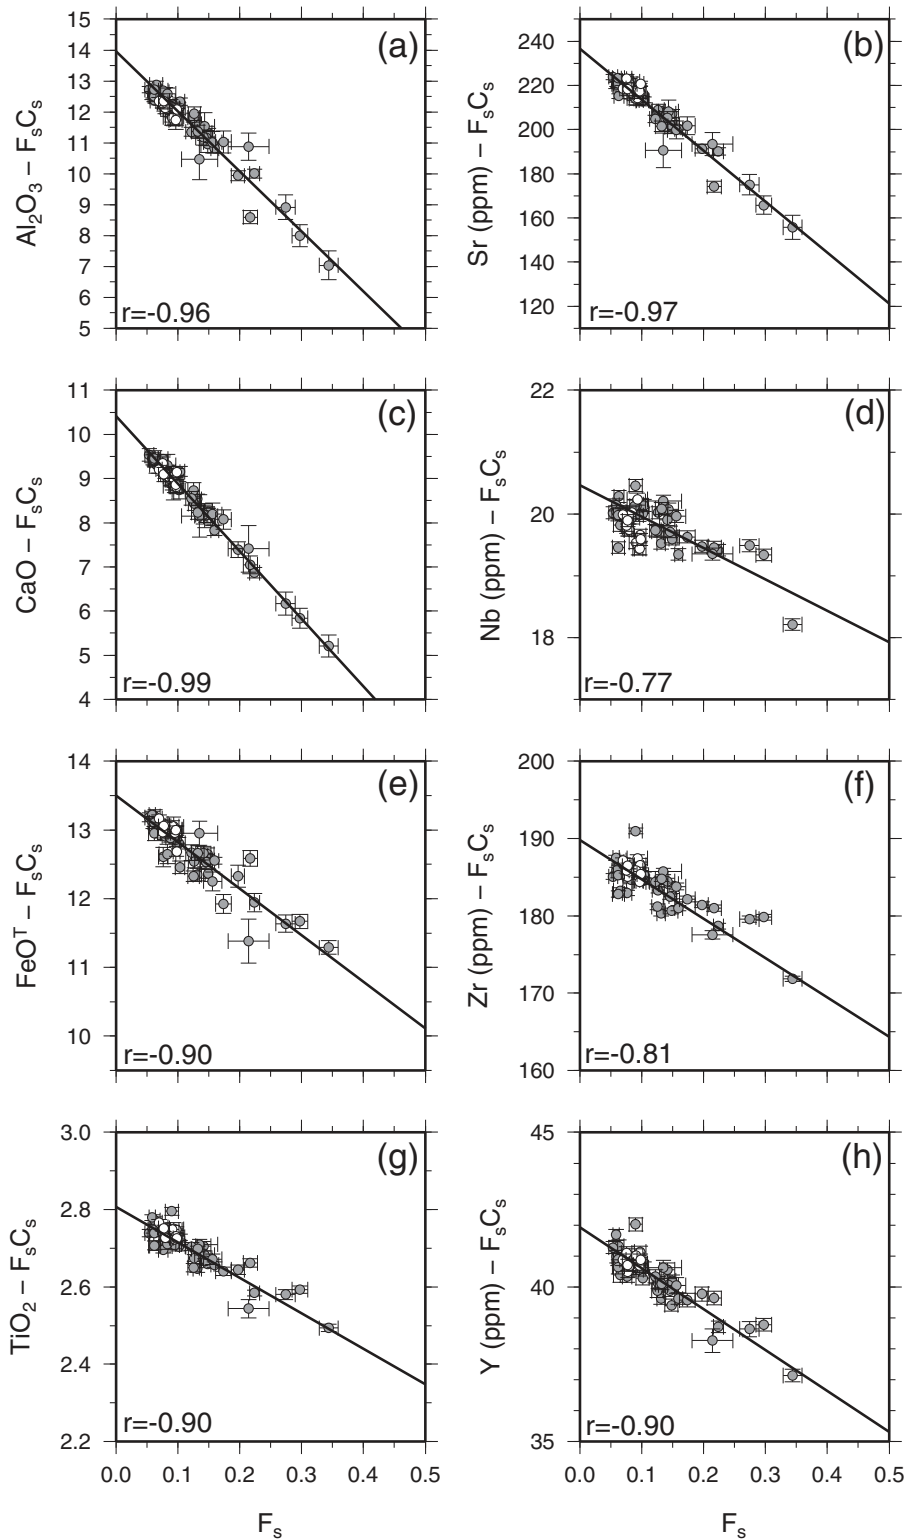 15
14
13
12
11
10
9
8
7
6
5
Al₂O₃ – FₛCₛ
(a)
r=-0.96
240
220
200
180
160
140
120
Sr (ppm) – FₛCₛ
(b)
r=-0.97
11
10
9
8
7
6
5
4
CaO – FₛCₛ
(c)
r=-0.99
22
20
18
Nb (ppm) – FₛCₛ
(d)
r=-0.77
14
13
12
11
10
FeOᵀ – FₛCₛ
(e)
r=-0.90
200
190
180
170
160
Zr (ppm) – FₛCₛ
(f)
r=-0.81
3.0
2.8
2.6
2.4
2.2
TiO₂ – FₛCₛ
(g)
r=-0.90
0.0 0.1 0.2 0.3 0.4 0.5
Fₛ
45
40
35
Y (ppm) – FₛCₛ
(h)
r=-0.90
0.0 0.1 0.2 0.3 0.4 0.5
Fₛ